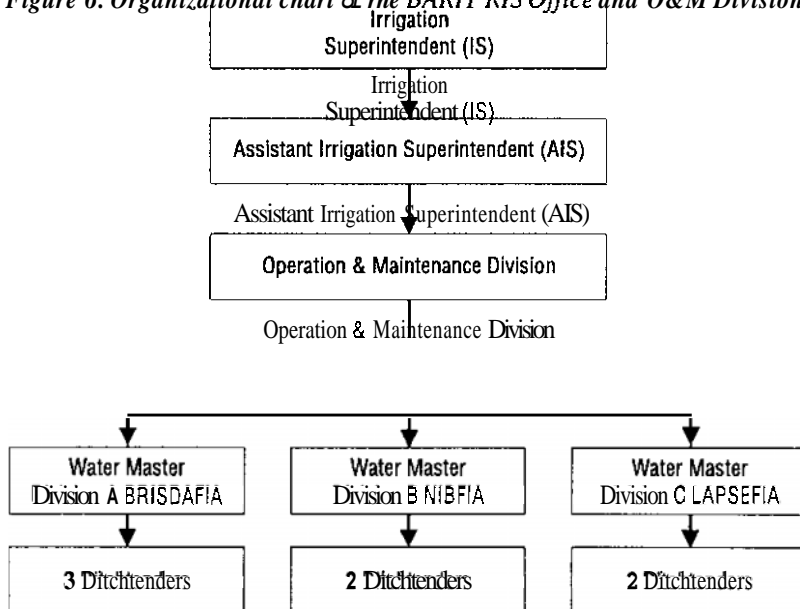 Figure 6. Organizational chart of the BARIT RIS Office and O&M Division
Irrigation
Superintendent (IS)
Irrigation
Superintendent (IS)
Assistant Irrigation Superintendent (AIS)
Assistant Irrigation Superintendent (AIS)
Operation & Maintenance Division
Operation & Maintenance Division
Water Master
Division A BRISDAFIA
Water Master
Division B NIBFIA
Water Master
Division C LAPSEFIA
3 Ditchtenders
2 Ditchtenders
2 Ditchtenders